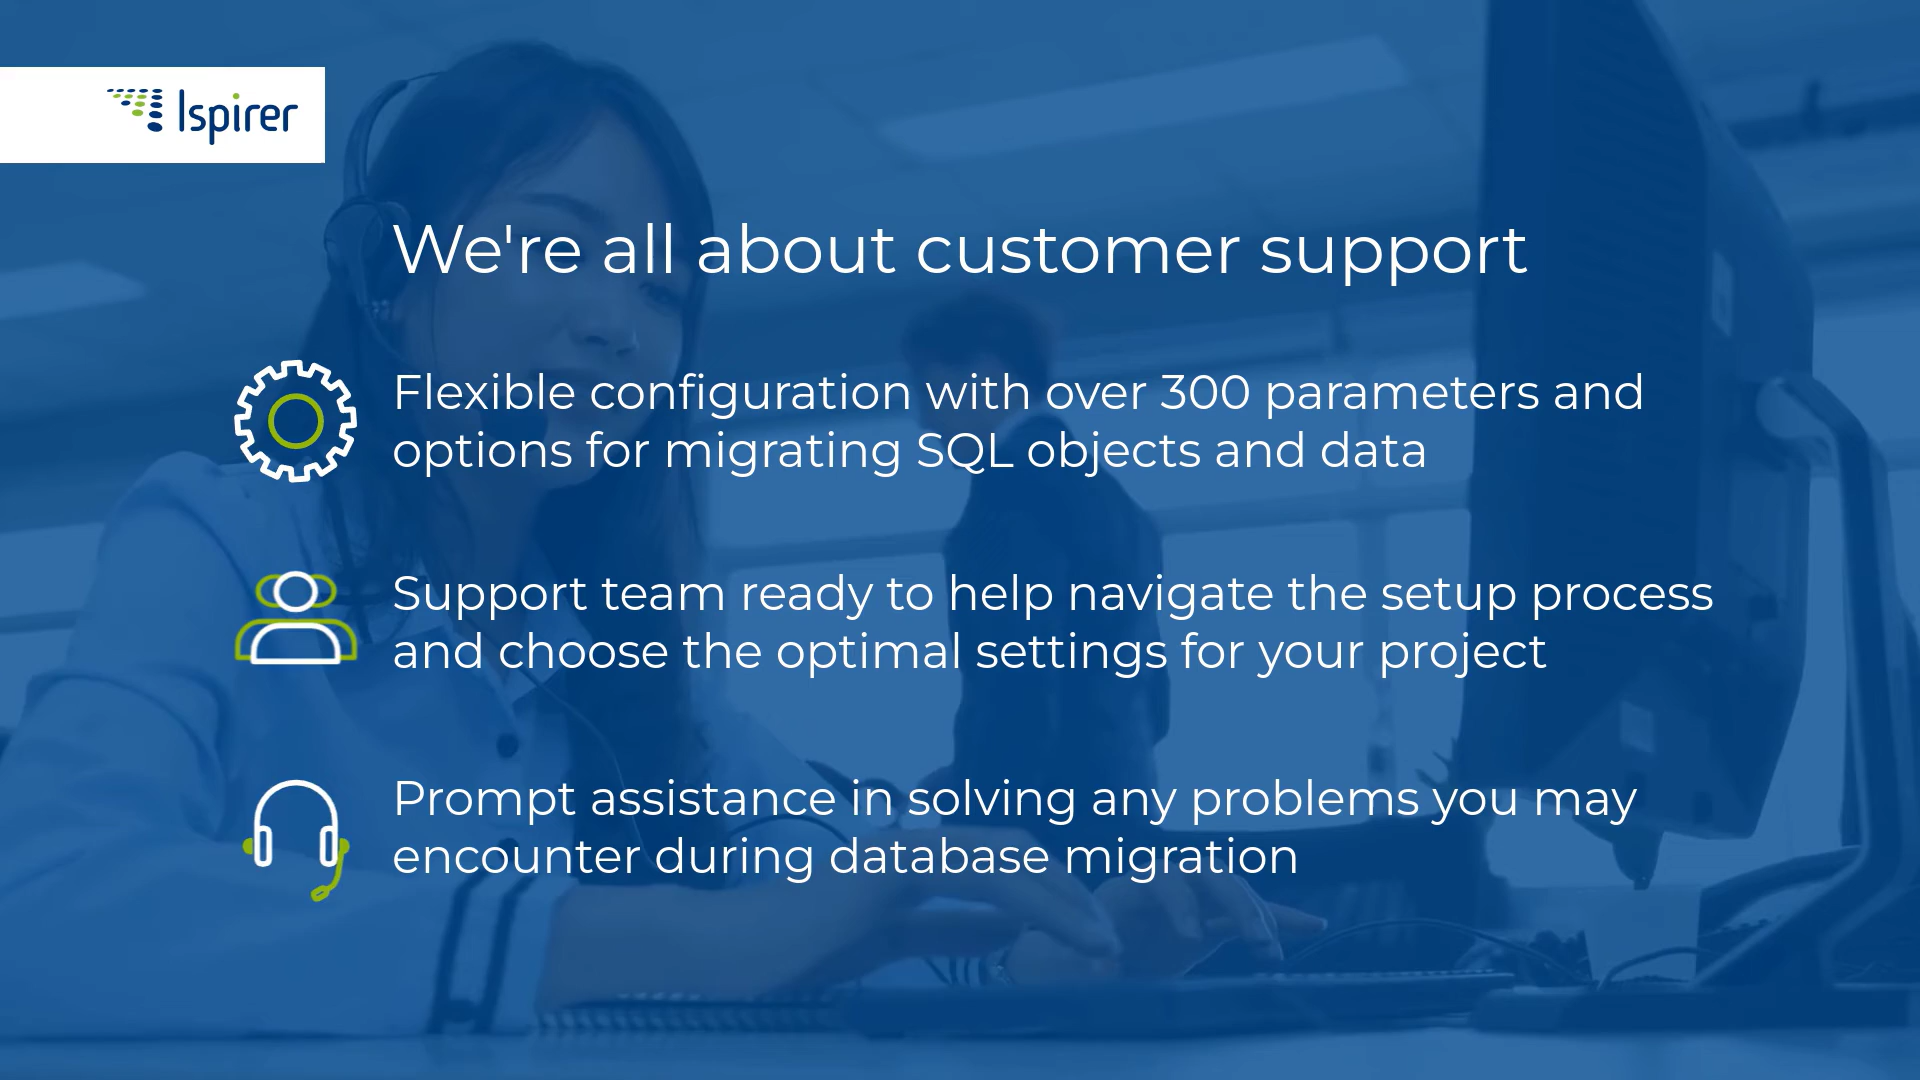 Ispirer
We're all about customer support
Flexible configuration with over 300 parameters and
options for migrating SQL objects and data
Support team ready to help navigate the setup process
and choose the optimal settings for your project
Prompt assistance in solving any problems you may
encounter during database migration